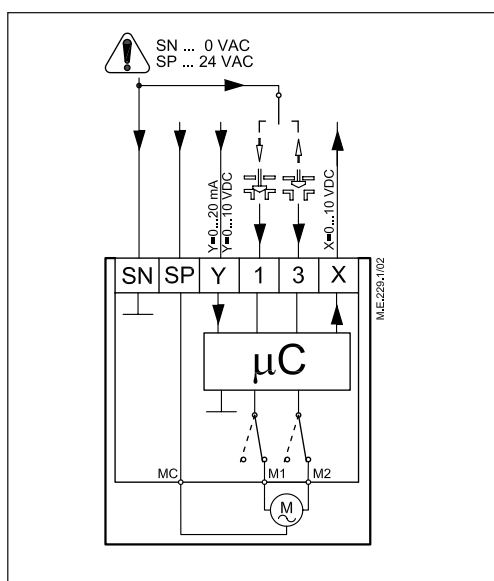 SN ... 0 VAC
SP ... 24 VAC
Y=0...20 mA
Y=0...10 VDC
X=0...10 VDC
SN SP Y 1 3 X
M.E.229.1/02
µC
MC M1 M2
M